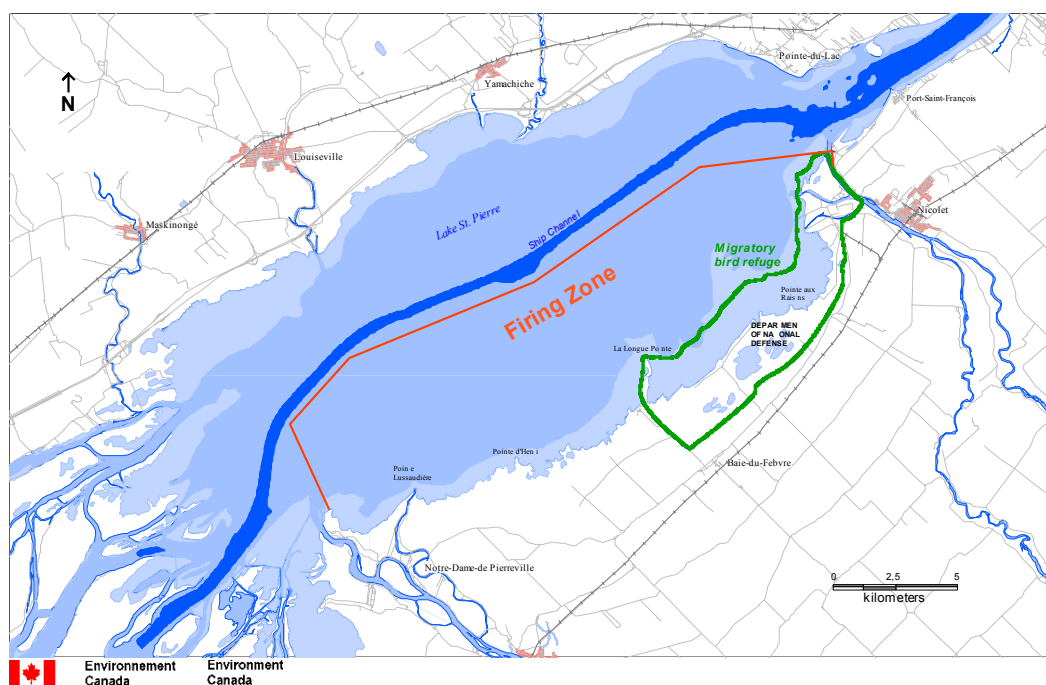 Pointe-du-Lac
Yamachiche
Port-Saint-François
N
Louiseville
Nicolet
Lake St. Pierre
Maskinongé
Ship Channel
Migratory
bird refuge
Firing Zone
Pointe aux
Rais ns
DEPAR MEN
OF NA ONAL
DEFENSE
La Longue Po nte
Pointe d'Hen i
Baie-du-Febvre
Poin e
Lussaudière
Notre-Dame-de Pierreville
0 2,5 5
kilometers
Environnement
Canada
Environment
Canada